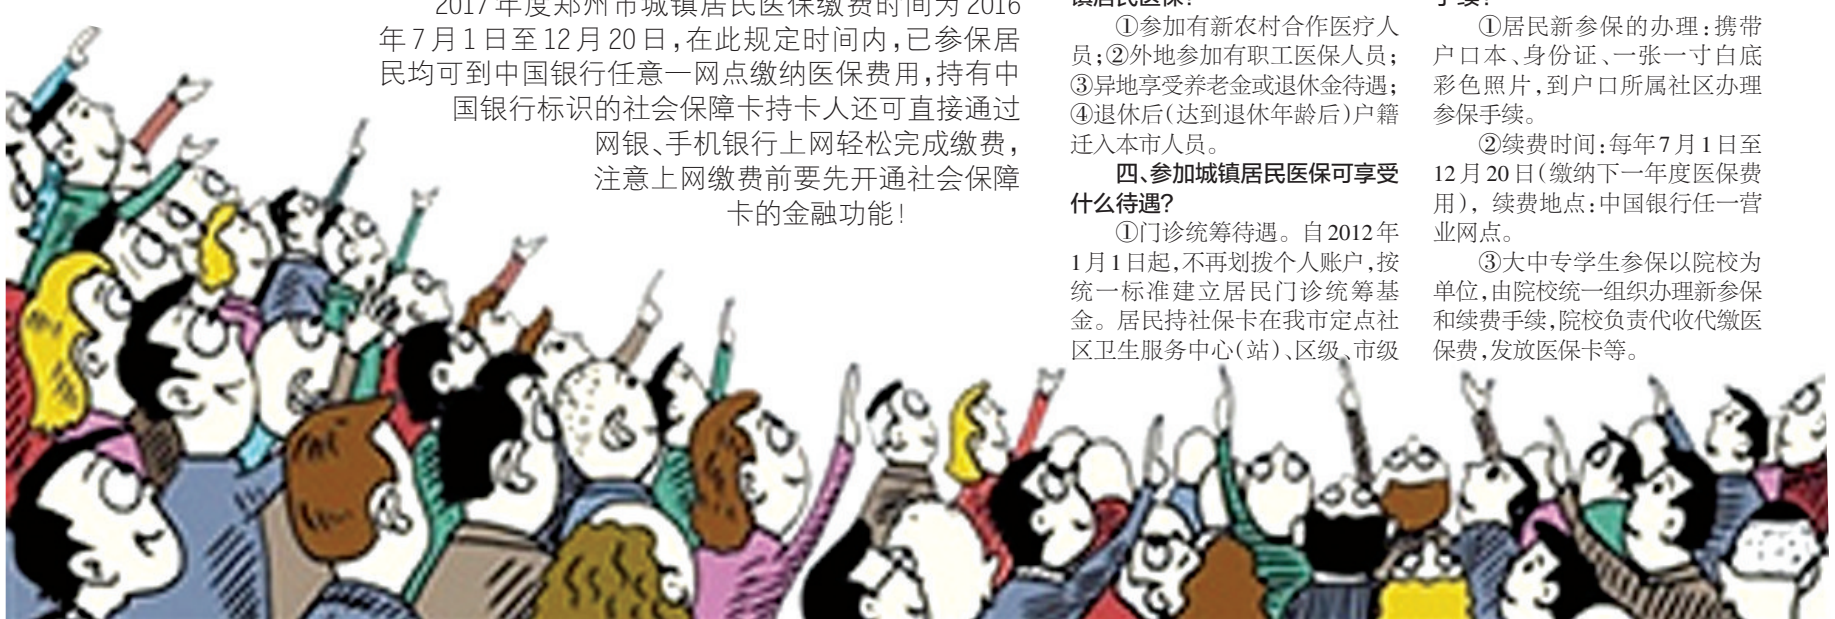 2017年度郑州市城镇居民医保缴费时间为2016
年7月1日至12月20日,在此规定时间内,已参保居
民均可到中国银行任意一网点缴纳医保费用,持有中
国银行标识的社会保障卡持卡人还可直接通过
网银、手机银行上网轻松完成缴费,
注意上网缴费前要先开通社会保障
卡的金融功能!
镇居民医保?
①参加有新农村合作医疗人
员;②外地参加有职工医保人员;
③异地享受养老金或退休金待遇;
④退休后(达到退休年龄后)户籍
迁入本市人员。
四、参加城镇居民医保可享受
什么待遇?
①门诊统筹待遇。自2012年
1月1日起,不再划拨个人账户,按
统一标准建立居民门诊统筹基
金。居民持社保卡在我市定点社
区卫生服务中心(站)、区级、市级
手续?
①居民新参保的办理:携带
户口本、身份证、一张一寸白底
彩色照片,到户口所属社区办理
参保手续。
②续费时间:每年7月1日至
12月20日(缴纳下一年度医保费
用),续费地点:中国银行任一营
业网点。
③大中专学生参保以院校为
单位,由院校统一组织办理新参保
和续费手续,院校负责代收代缴医
保费,发放医保卡等。